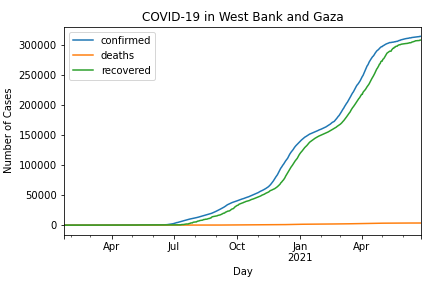 COVID-19 in West Bank and Gaza
confirmed
deaths
recovered
300000
250000
200000
150000
100000
50000
0
Number of Cases
Apr
Jul
Oct
Jan
2021
Apr
Day